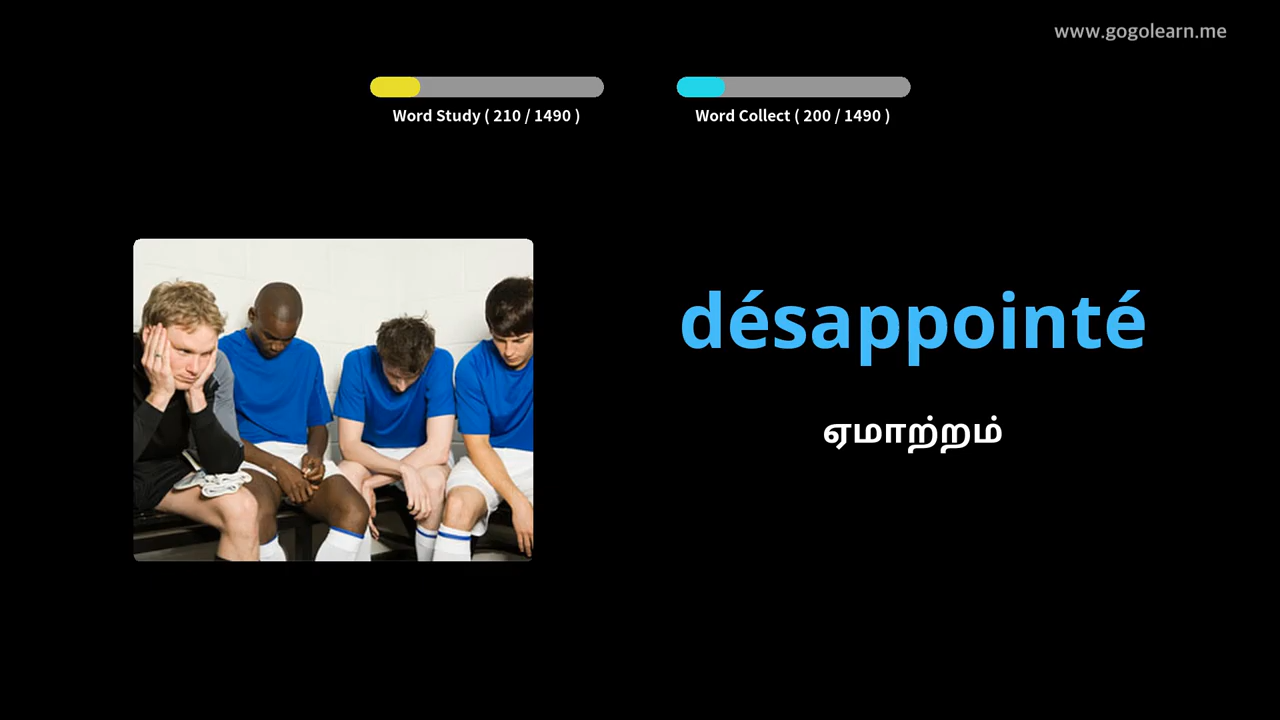 www.gogolearn.me
Word Study ( 210 / 1490 )
Word Collect ( 200 / 1490 )
désappointé
ஏமாற்றம்